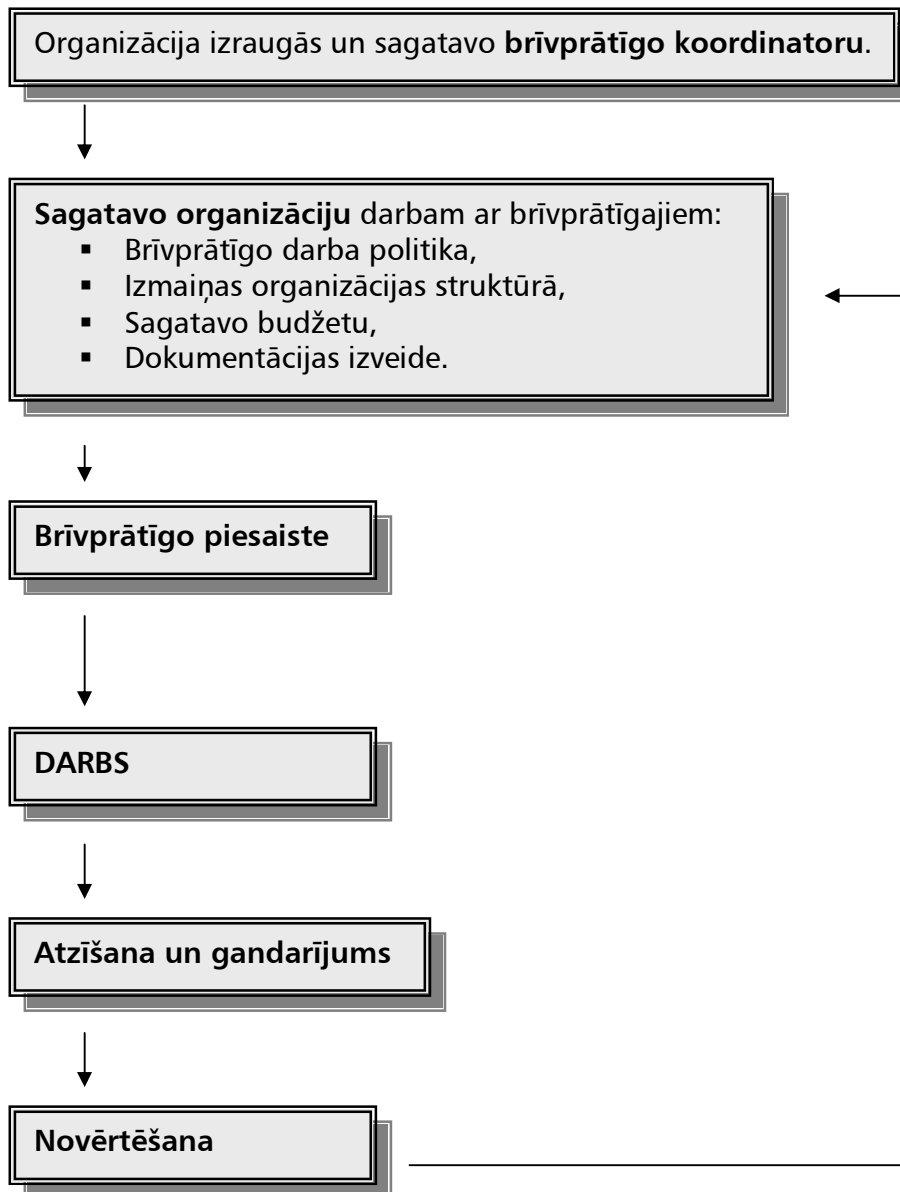 Organizācija izraugās un sagatavo brīvprātīgo koordinatoru.
Sagatavo organizāciju darbam ar brīvprātīgajiem:
▪ Brīvprātīgo darba politika,
▪ Izmaiņas organizācijas struktūrā,
▪ Sagatavo budžetu,
▪ Dokumentācijas izveide.
Brīvprātīgo piesaiste
DARBS
Atzīšana un gandarījums
Novērtēšana